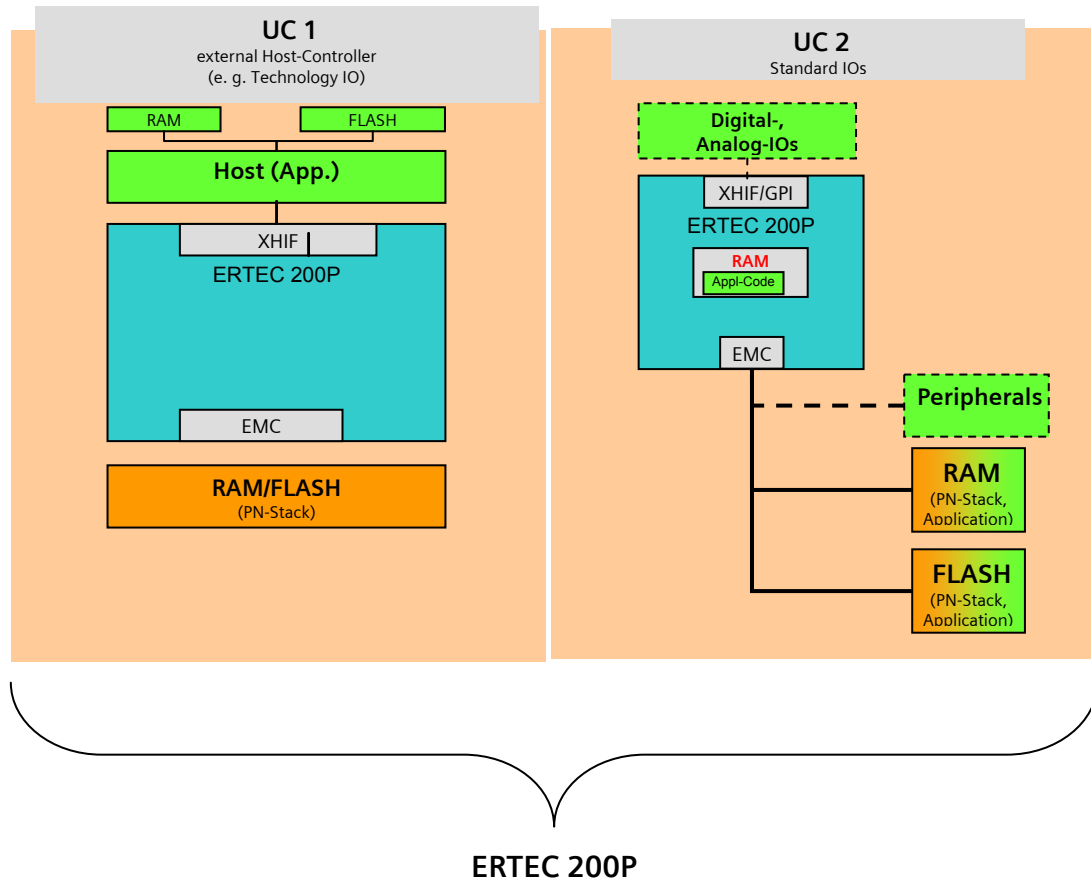 UC 1
external Host-Controller
(e. g. Technology IO)
RAM
FLASH
Host (App.)
XHIF
ERTEC 200P
EMC
RAM/FLASH
(PN-Stack)
UC 2
Standard IOs
Digital-,
Analog-IOs
XHIF/GPI
ERTEC 200P
RAM
Appl-Code
EMC
Peripherals
RAM
(PN-Stack,
Application)
FLASH
(PN-Stack,
Application)
ERTEC 200P